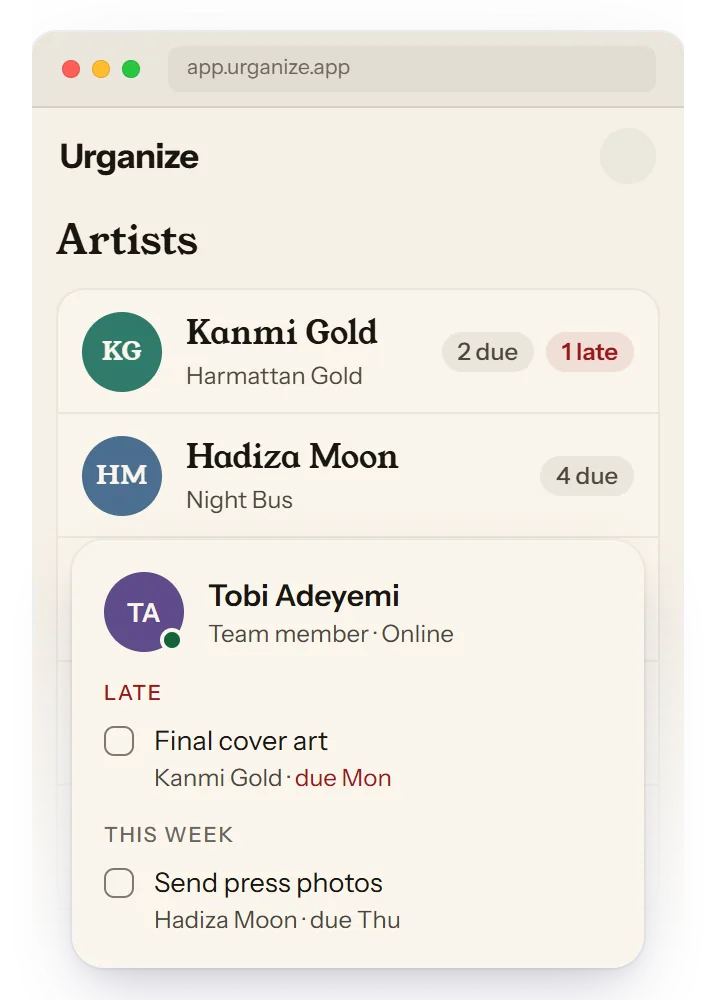 app.urganize.app
Urganize
Artists
KG
Kanmi Gold
Harmattan Gold
2 due
1 late
HM
Hadiza Moon
Night Bus
4 due
TA
Tobi Adeyemi
Team member · Online
LATE
Final cover art
Kanmi Gold · due Mon
THIS WEEK
Send press photos
Hadiza Moon · due Thu